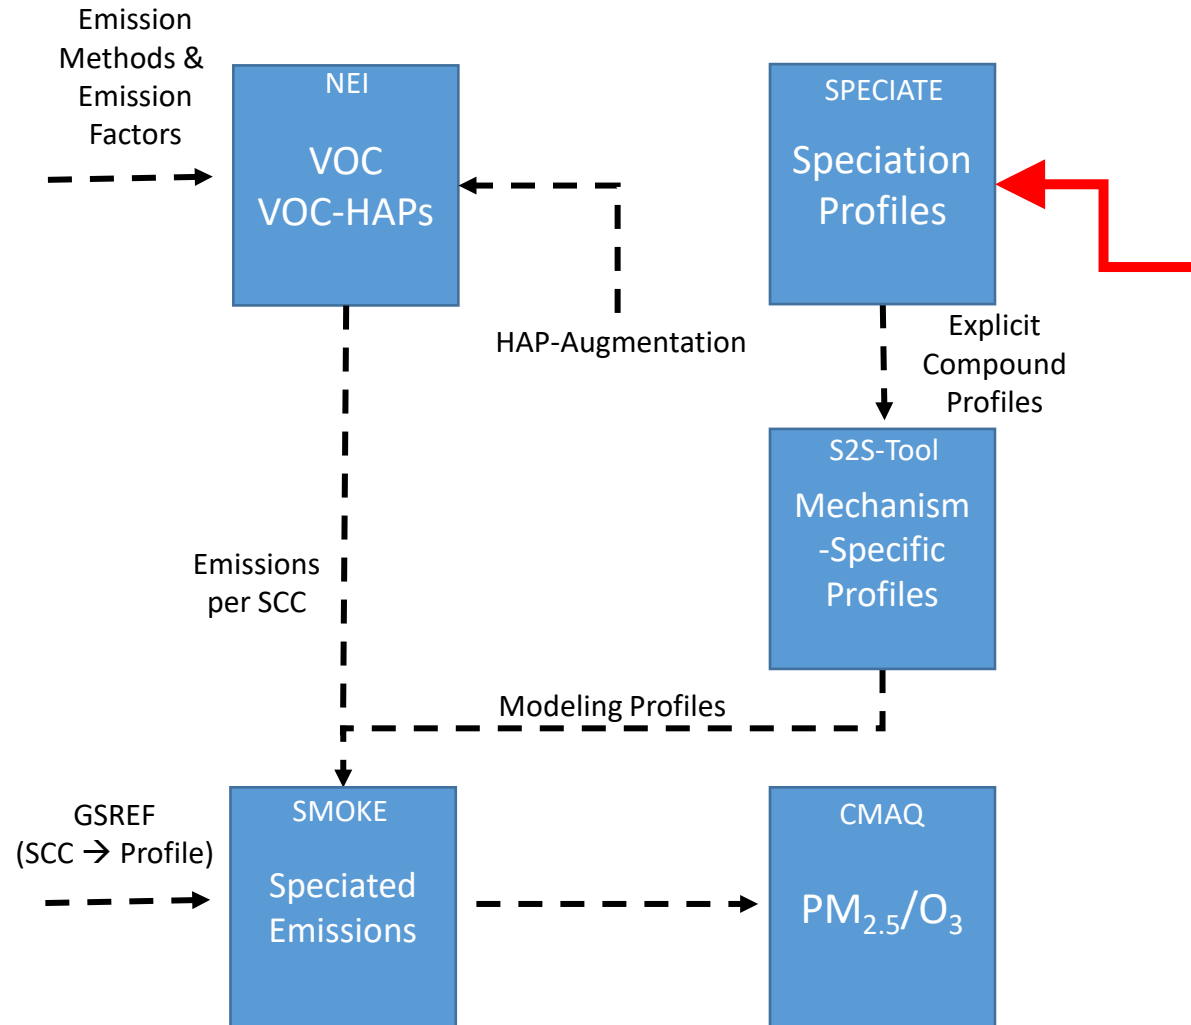 Emission
Methods &
Emission
Factors
NEI
VOC
VOC-HAPs
SPECIATE
Speciation
Profiles
HAP-Augmentation
Explicit
Compound
Profiles
S2S-Tool
Mechanism
-Specific
Profiles
Emissions
per SCC
Modeling Profiles
GSREF
(SCC → Profile)
SMOKE
Speciated
Emissions
CMAQ
PM₂.₅/O₃